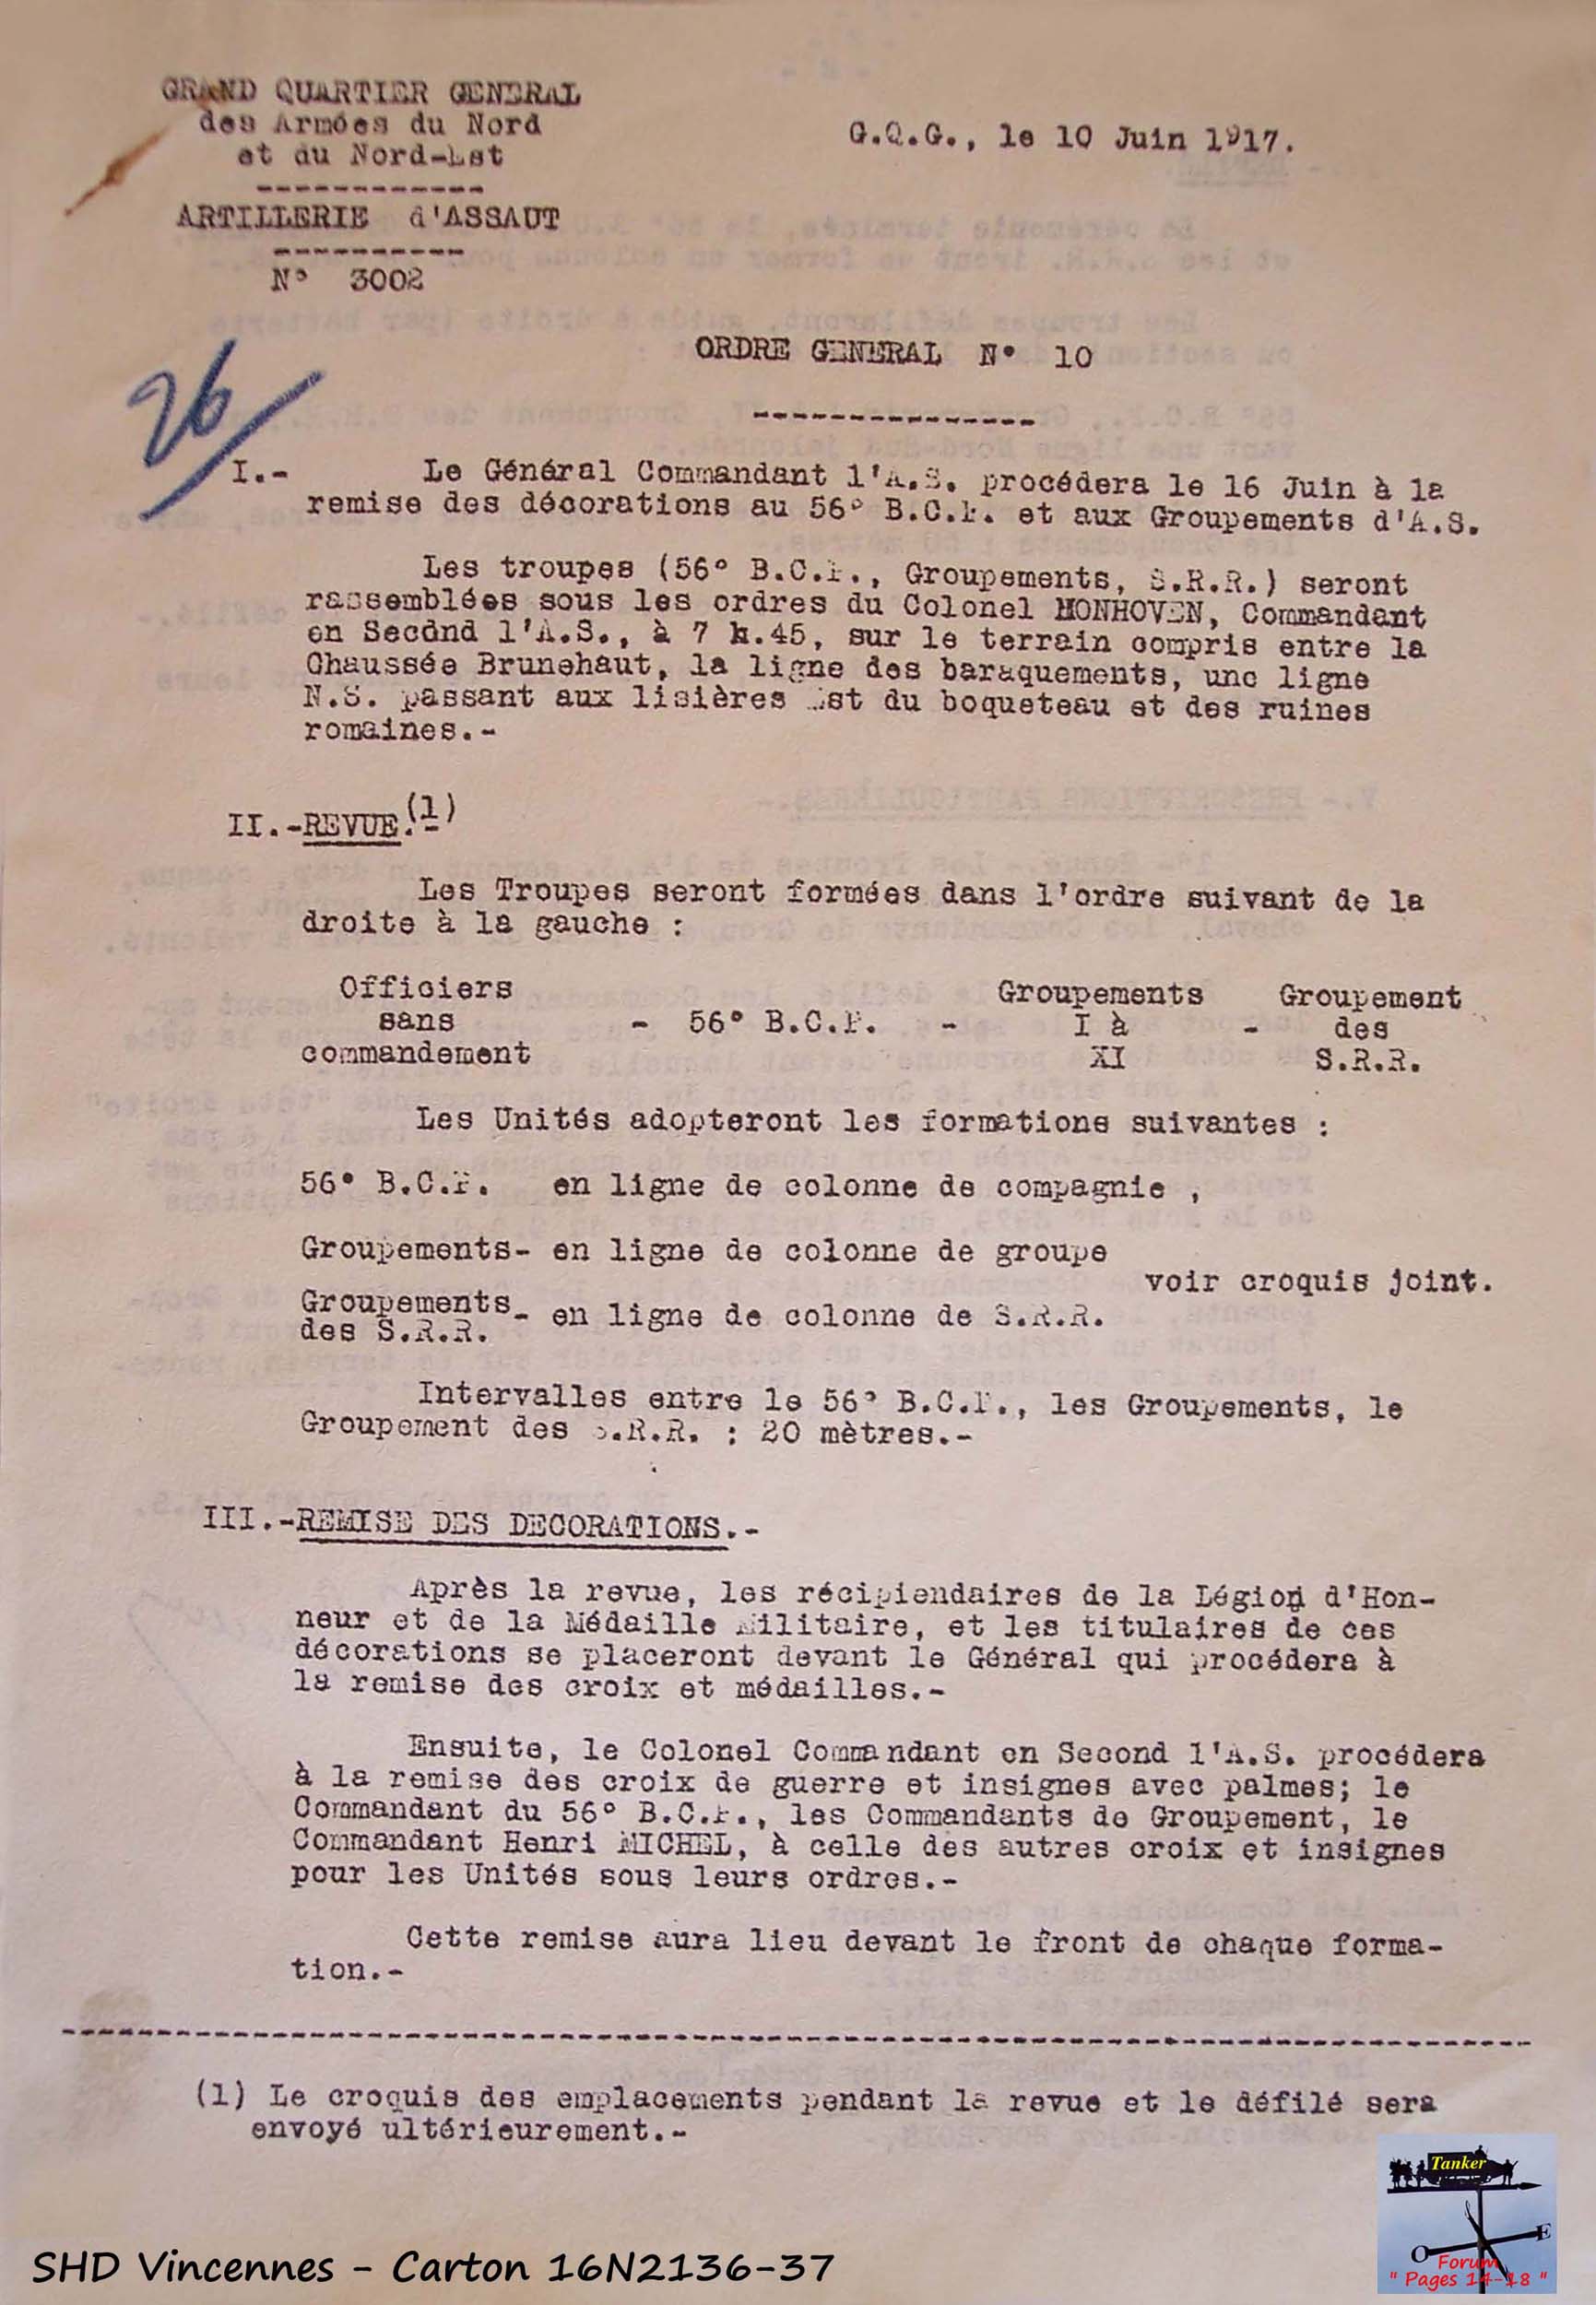 GRAND QUARTIER GENERAL
des Armées du Nord
et du Nord-Est
G.Q.G., le 10 Juin 1917.
------------
ARTILLERIE d'ASSAUT
----------
N° 3002
ORDRE GENERAL N° 10
---------------
26/
I.- Le Général Commandant l'A.S. procédera le 16 Juin à la
remise des décorations au 56° B.C.P. et aux Groupements d'A.S.
Les troupes (56° B.C.P., Groupements, S.R.R.) seront
rassemblées sous les ordres du Colonel MONHOVEN, Commandant
en Second l'A.S., à 7 h.45, sur le terrain compris entre la
Chaussée Brunehaut, la ligne des baraquements, une ligne
N.S. passant aux lisières Est du boqueteau et des ruines
romaines.-
II.-REVUE.(1)-
Les Troupes seront formées dans l'ordre suivant de la
droite à la gauche :
Officiers Groupements Groupement
sans - 56° B.C.P. - I à - des
commandement XI S.R.R.
Les Unités adopteront les formations suivantes :
56° B.C.P. en ligne de colonne de compagnie ,
Groupements- en ligne de colonne de groupe
voir croquis joint.
Groupements- en ligne de colonne de S.R.R.
des S.R.R.
Intervalles entre le 56° B.C.P., les Groupements, le
Groupement des S.R.R. : 20 mètres.-
III.-REMISE DES DECORATIONS.-
Après la revue, les récipiendaires de la Légion d'Hon-
neur et de la Médaille Militaire, et les titulaires de ces
décorations se placeront devant le Général qui procédera à
la remise des croix et médailles.-
Ensuite, le Colonel Commandant en Second l'A.S. procédera
à la remise des croix de guerre et insignes avec palmes; le
Commandant du 56° B.C.P., les Commandants de Groupement, le
Commandant Henri MICHEL, à celle des autres croix et insignes
pour les Unités sous leurs ordres.-
Cette remise aura lieu devant le front de chaque forma-
tion.-
(1) Le croquis des emplacements pendant la revue et le défilé sera
envoyé ultérieurement.-
Tanker
E
O
Forum
" Pages 14-18 "
SHD Vincennes - Carton 16N2136-37